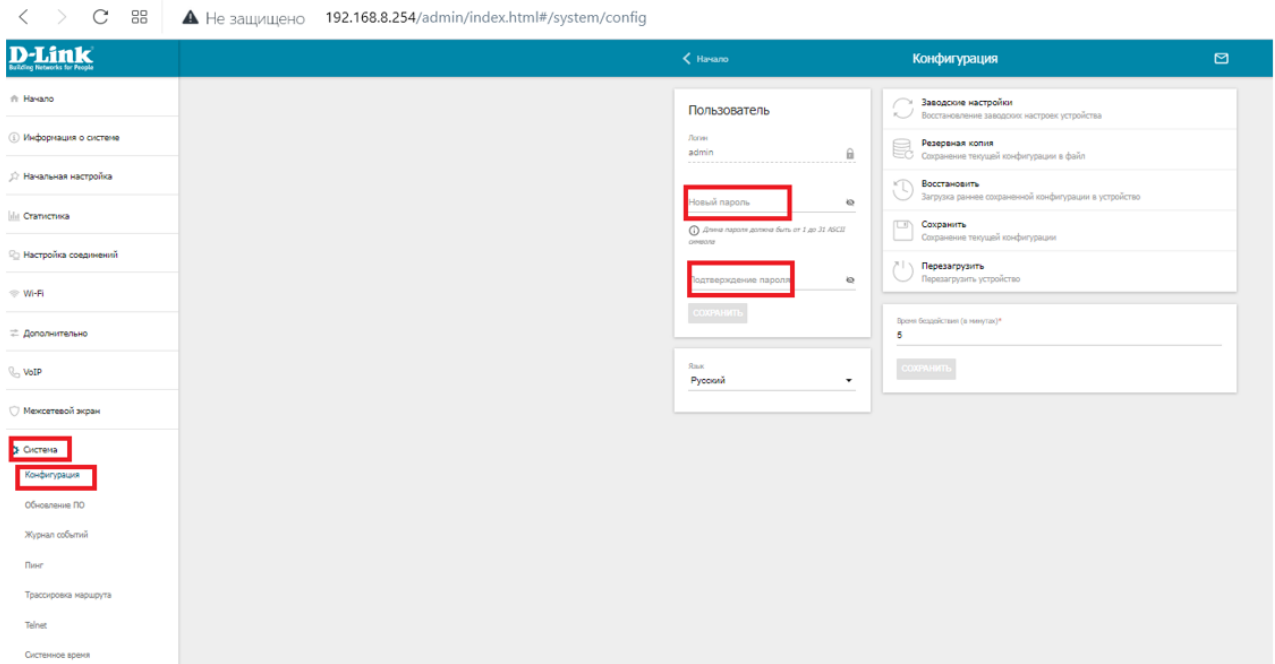 Не защищено 192.168.8.254/admin/index.html#/system/config
D-Link
Building Networks for People
Начало
Конфигурация
Начало
Информация о системе
Начальная настройка
Статистика
Настройка соединений
Wi-Fi
Дополнительно
VoIP
Межсетевой экран
Система
Конфигурация
Обновление ПО
Журнал событий
Пинг
Трассировка маршрута
Telnet
Системное время
Пользователь
Логин
admin
Новый пароль
Длина пароля должна быть от 1 до 31 ASCII
символа
Подтверждение пароля
СОХРАНИТЬ
Язык
Русский
Заводские настройки
Восстановление заводских настроек устройства
Резервная копия
Сохранение текущей конфигурации в файл
Восстановить
Загрузка раннее сохраненной конфигурации в устройство
Сохранить
Сохранение текущей конфигурации
Перезагрузить
Перезагрузить устройство
Время бездействия (в минутах)*
5
СОХРАНИТЬ